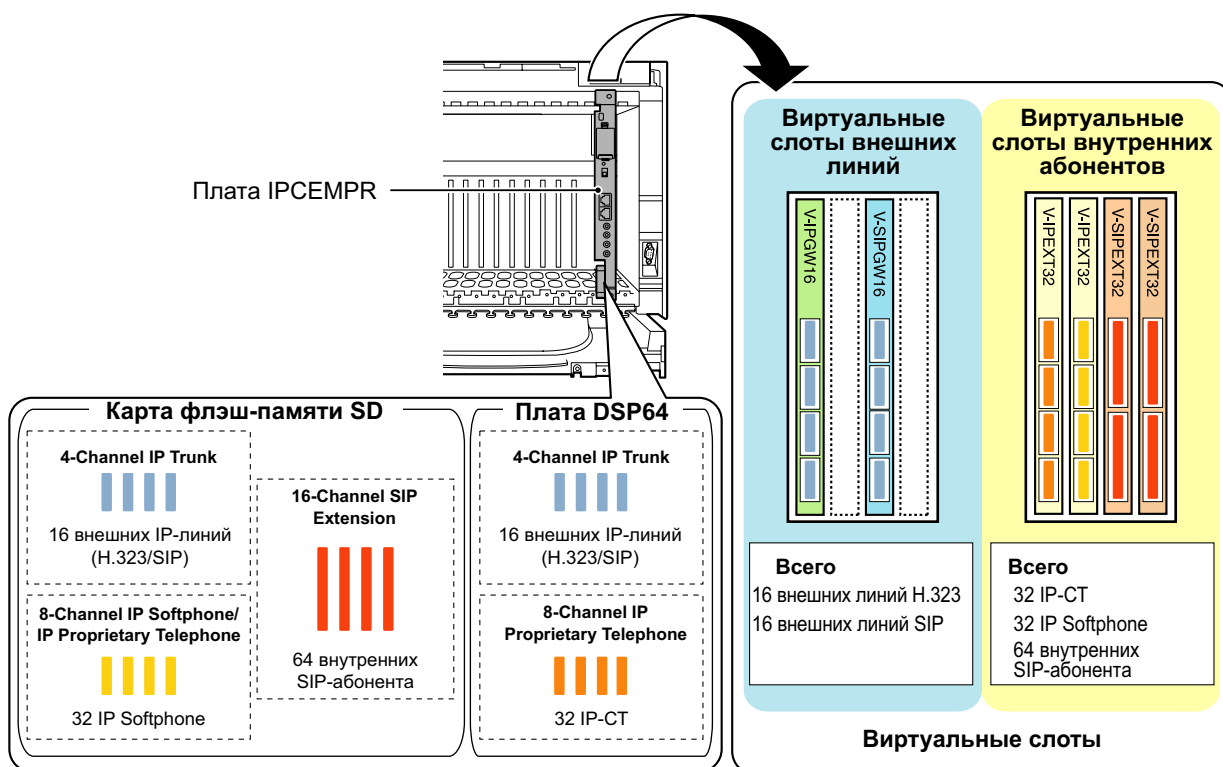 Плата IPCEMPR
Карта флэш-памяти SD
4-Channel IP Trunk
16 внешних IP-линий
(H.323/SIP)
8-Channel IP Softphone/
IP Proprietary Telephone
32 IP Softphone
16-Channel SIP
Extension
64 внутренних
SIP-абонента
Плата DSP64
4-Channel IP Trunk
16 внешних IP-линий
(H.323/SIP)
8-Channel IP
Proprietary Telephone
32 IP-CT
Виртуальные
слоты внешних
линий
V-IPGW16
V-SIPGW16
Всего
16 внешних линий H.323
16 внешних линий SIP
Виртуальные
слоты внутренних
абонентов
V-IPEXT32
V-IPEXT32
V-SIPEXT32
V-SIPEXT32
Всего
32 IP-CT
32 IP Softphone
64 внутренних
SIP-абонента
Виртуальные слоты